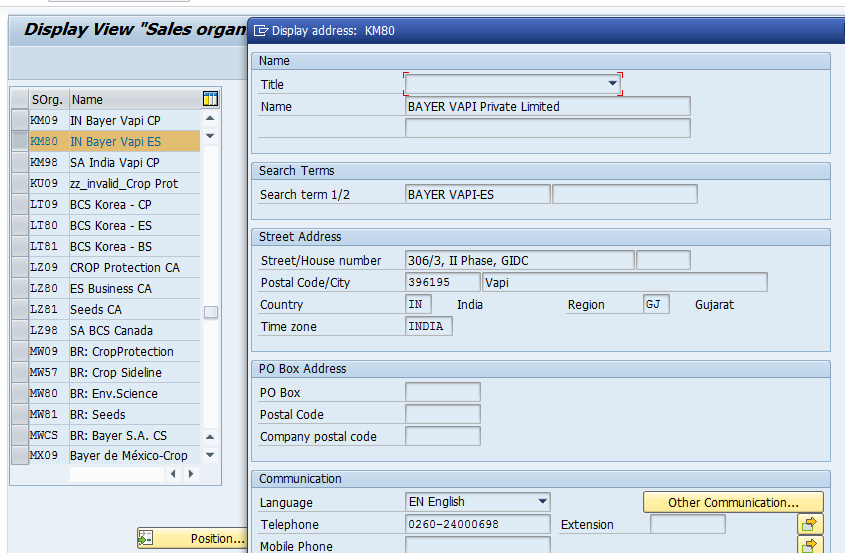 Display View "Sales organ
SOrg. Name
KM09 IN Bayer Vapi CP
KM80 IN Bayer Vapi ES
KM98 SA India Vapi CP
KU09 zz_invalid_Crop Prot
LT09 BCS Korea - CP
LT80 BCS Korea - ES
LT81 BCS Korea - BS
LZ09 CROP Protection CA
LZ80 ES Business CA
LZ81 Seeds CA
LZ98 SA BCS Canada
MW09 BR: CropProtection
MW57 BR: Crop Sideline
MW80 BR: Env.Science
MW81 BR: Seeds
MWCS BR: Bayer S.A. CS
MX09 Bayer de México-Crop
Position...
Display address: KM80
Name
Title
Name BAYER VAPI Private Limited
Search Terms
Search term 1/2 BAYER VAPI-ES
Street Address
Street/House number 306/3, II Phase, GIDC
Postal Code/City 396195 Vapi
Country IN India Region GJ Gujarat
Time zone INDIA
PO Box Address
PO Box
Postal Code
Company postal code
Communication
Language EN English Other Communication...
Telephone 0260-24000698 Extension
Mobile Phone